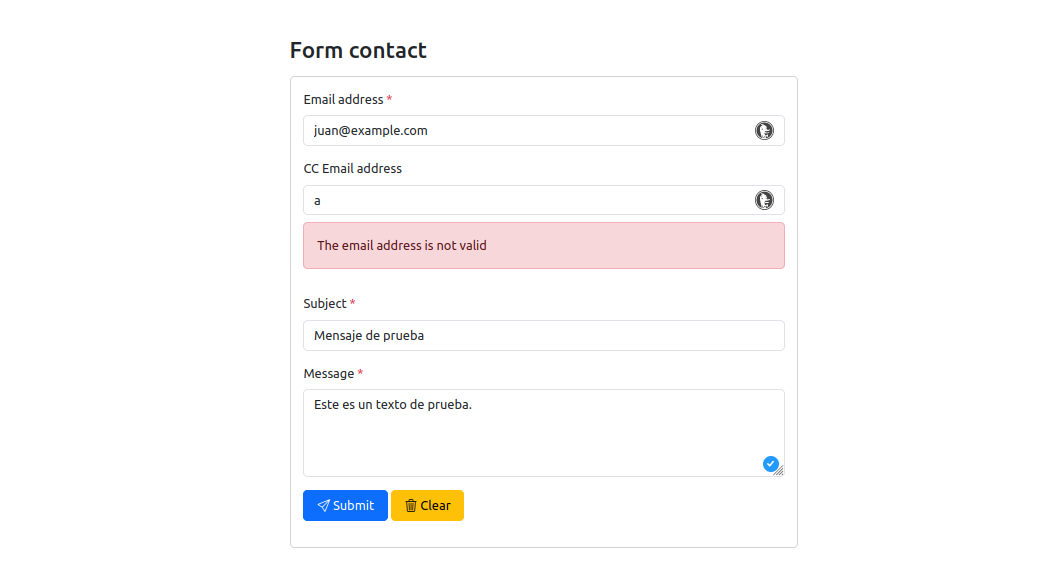 Form contact
Email address *
juan@example.com
CC Email address
a
The email address is not valid
Subject *
Mensaje de prueba
Message *
Este es un texto de prueba.
Submit Clear